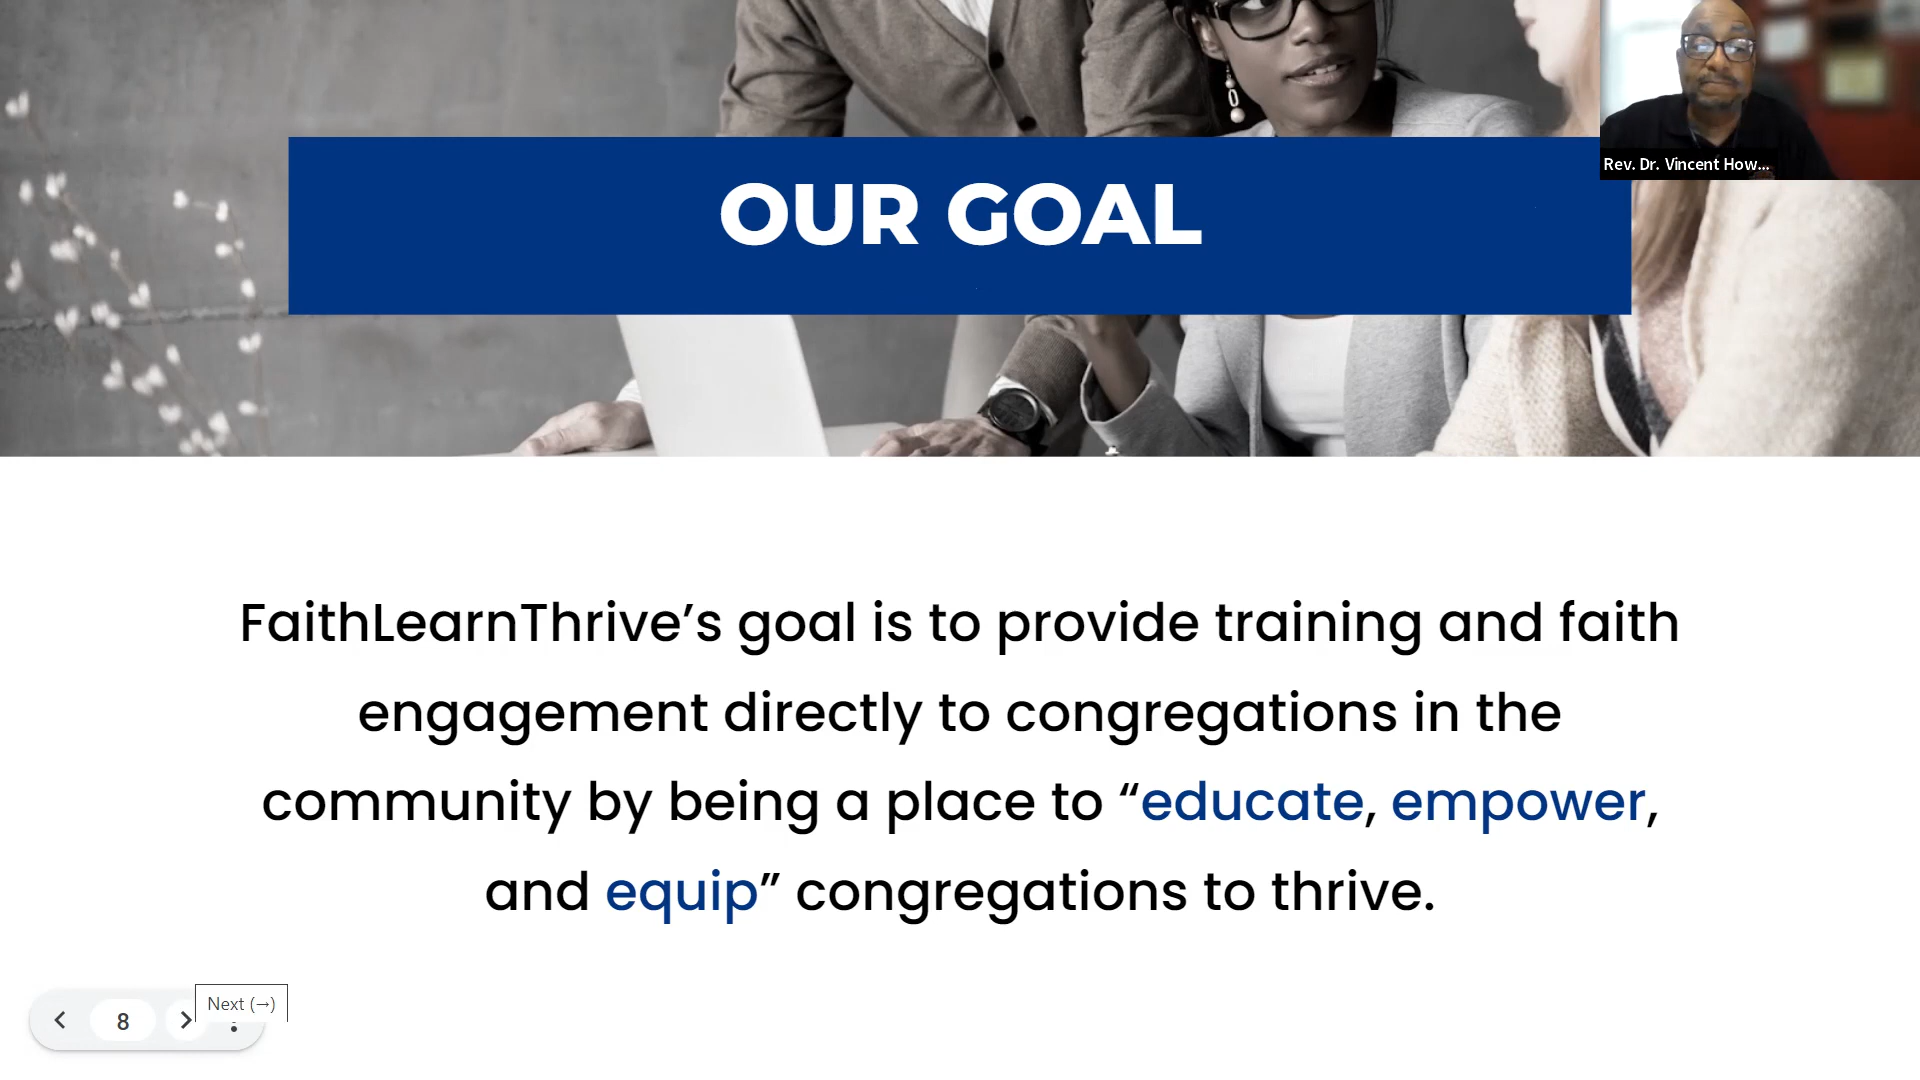 OUR GOAL
Rev. Dr. Vincent How...
FaithLearnThrive’s goal is to provide training and faith
engagement directly to congregations in the
community by being a place to “educate, empower,
and equip” congregations to thrive.
Next (→)
8